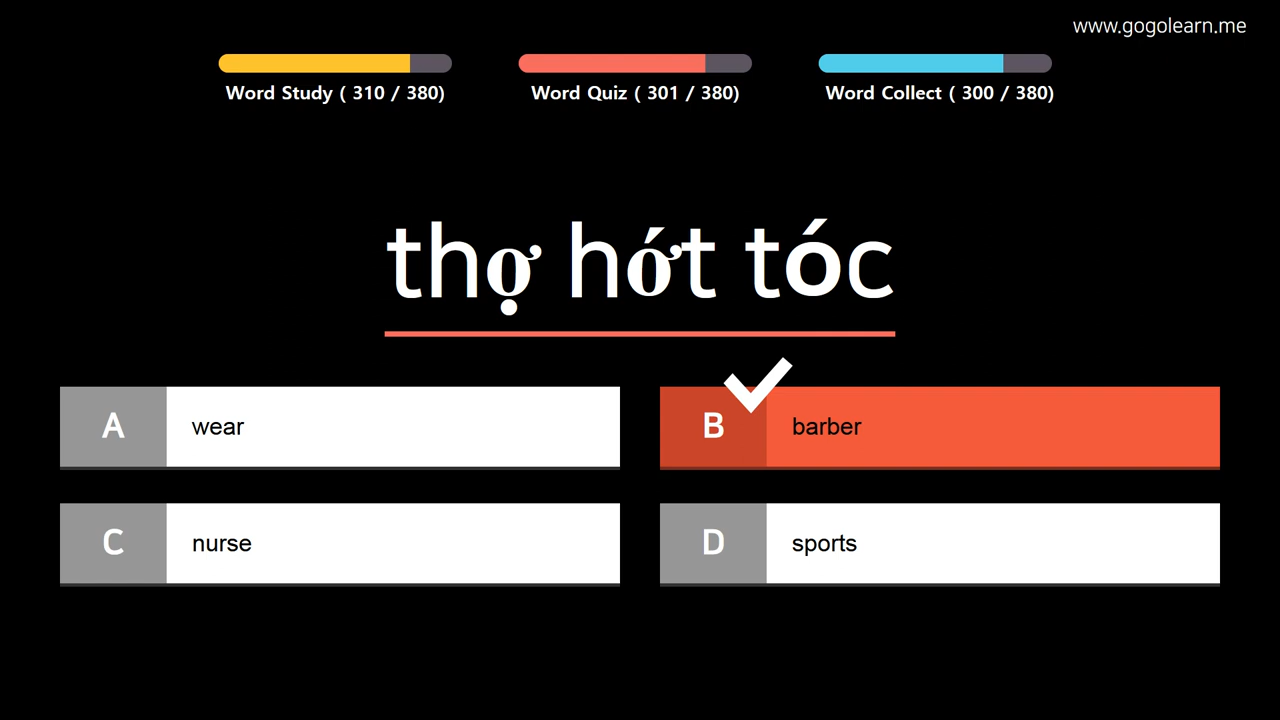 www.gogolearn.me
Word Study ( 310 / 380)
Word Quiz ( 301 / 380)
Word Collect ( 300 / 380)
thợ hớt tóc
A wear
B barber
C nurse
D sports